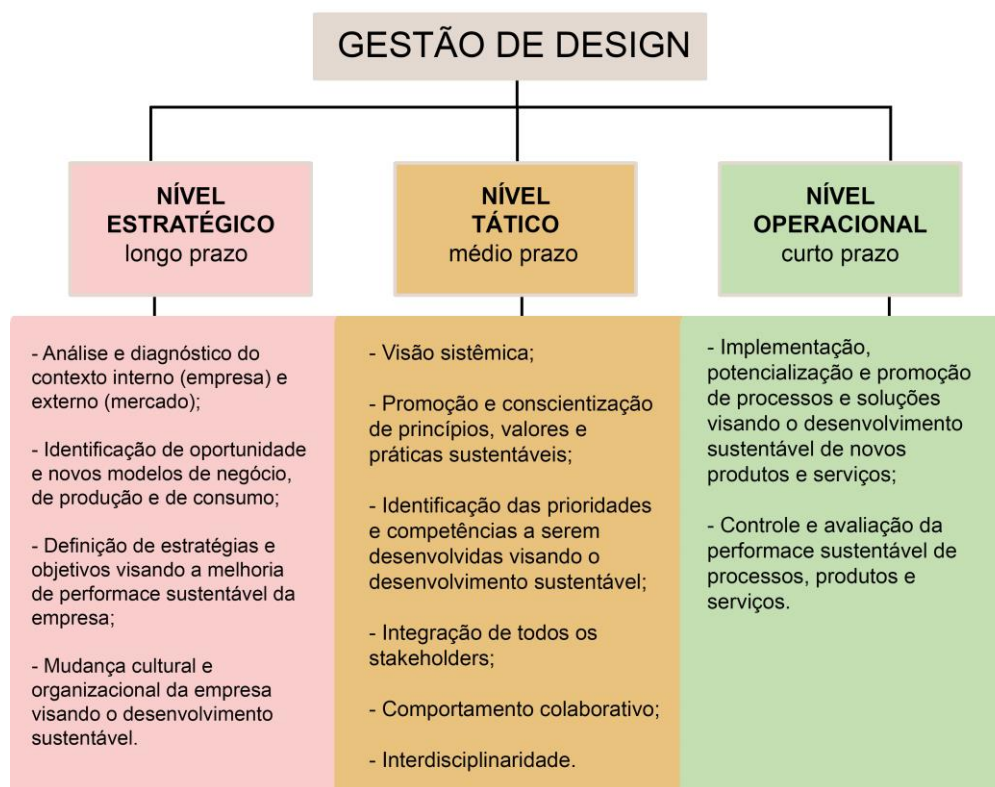 GESTÃO DE DESIGN
NÍVEL
ESTRATÉGICO
longo prazo
- Análise e diagnóstico do
contexto interno (empresa) e
externo (mercado);
- Identificação de oportunidade
e novos modelos de negócio,
de produção e de consumo;
- Definição de estratégias e
objetivos visando a melhoria
de performace sustentável da
empresa;
- Mudança cultural e
organizacional da empresa
visando o desenvolvimento
sustentável.
NÍVEL
TÁTICO
médio prazo
- Visão sistêmica;
- Promoção e conscientização
de princípios, valores e
práticas sustentáveis;
- Identificação das prioridades
e competências a serem
desenvolvidas visando o
desenvolvimento sustentável;
- Integração de todos os
stakeholders;
- Comportamento colaborativo;
- Interdisciplinaridade.
NÍVEL
OPERACIONAL
curto prazo
- Implementação,
potencialização e promoção
de processos e soluções
visando o desenvolvimento
sustentável de novos
produtos e serviços;
- Controle e avaliação da
performace sustentável de
processos, produtos e
serviços.